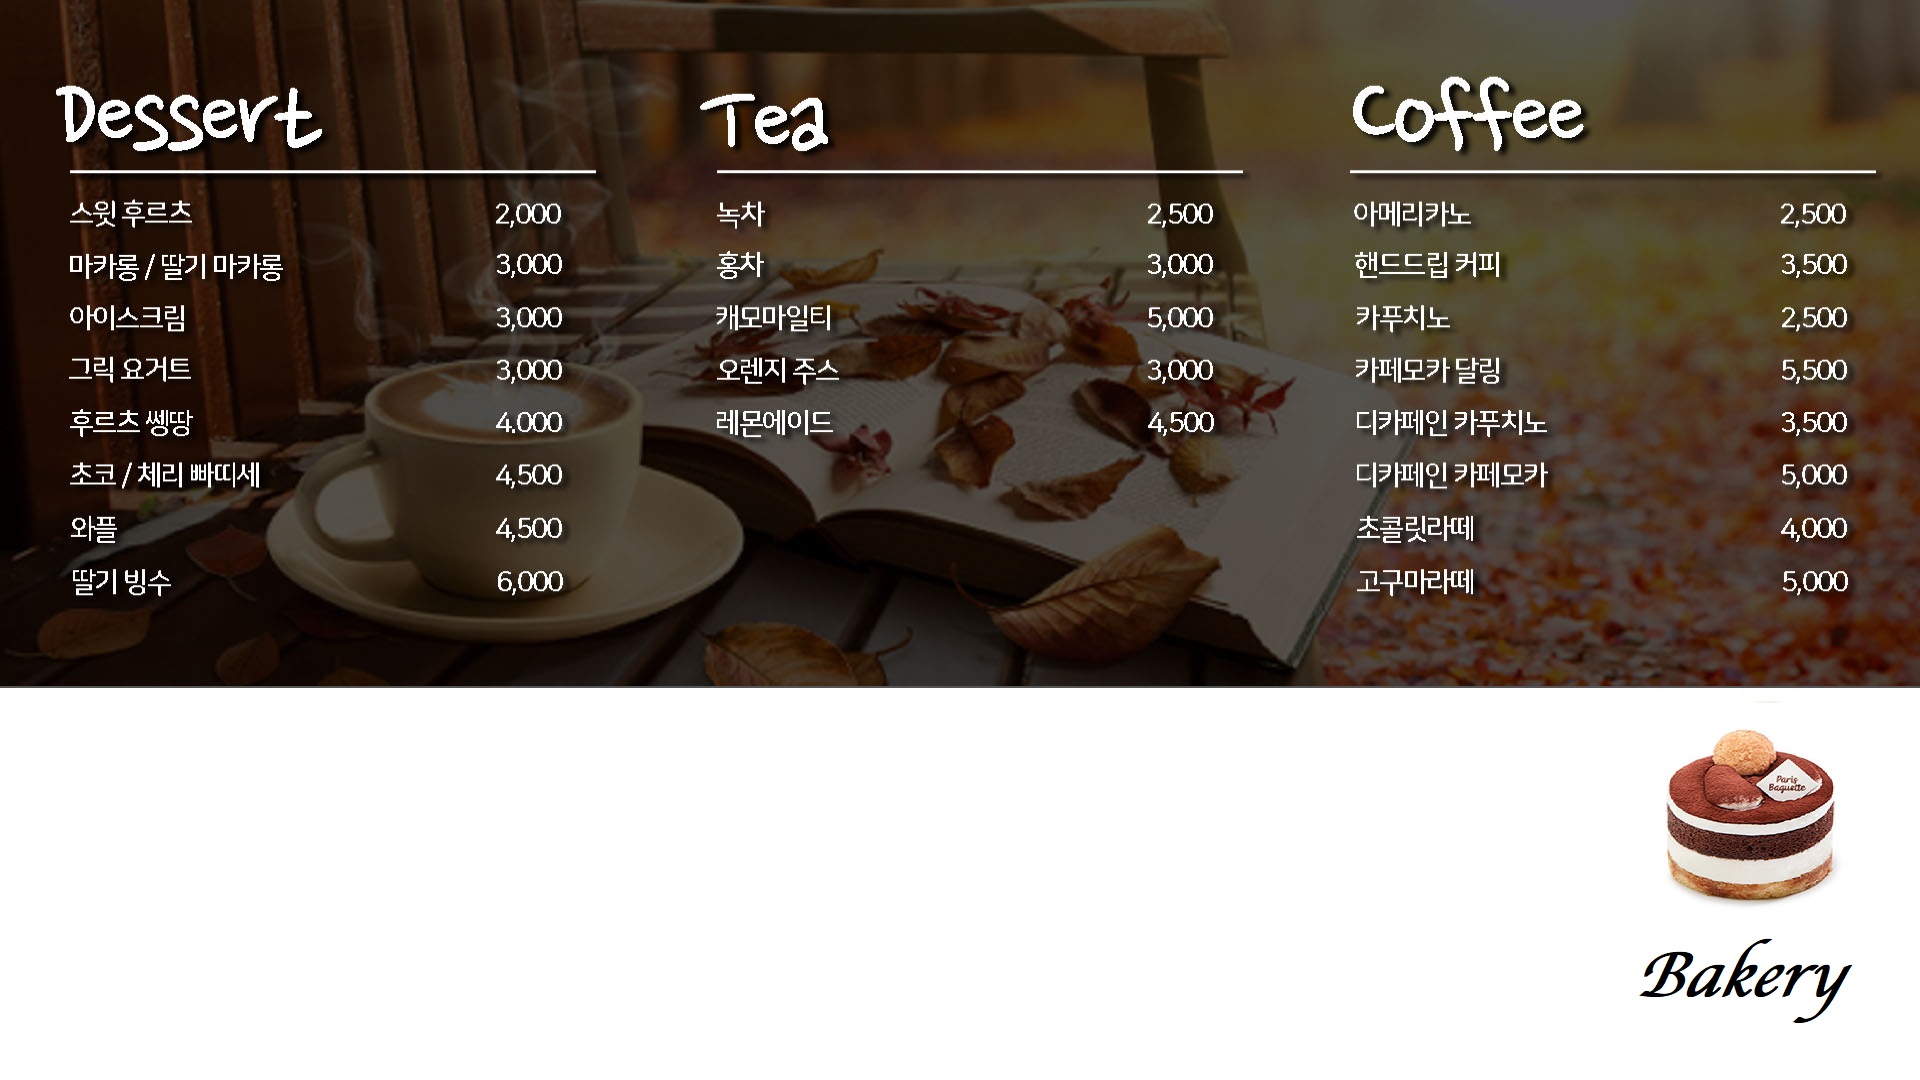 Dessert
스윗 후르츠 2,000
마카롱 / 딸기 마카롱 3,000
아이스크림 3,000
그릭 요거트 3,000
후르츠 쎙땅 4.000
초코 / 체리 빠띠세 4,500
와플 4,500
딸기 빙수 6,000
Tea
녹차 2,500
홍차 3,000
캐모마일티 5,000
오렌지 주스 3,000
레몬에이드 4,500
Coffee
아메리카노 2,500
핸드드립 커피 3,500
카푸치노 2,500
카페모카 달링 5,500
디카페인 카푸치노 3,500
디카페인 카페모카 5,000
초콜릿라떼 4,000
고구마라떼 5,000
Paris
Baguette
Bakery